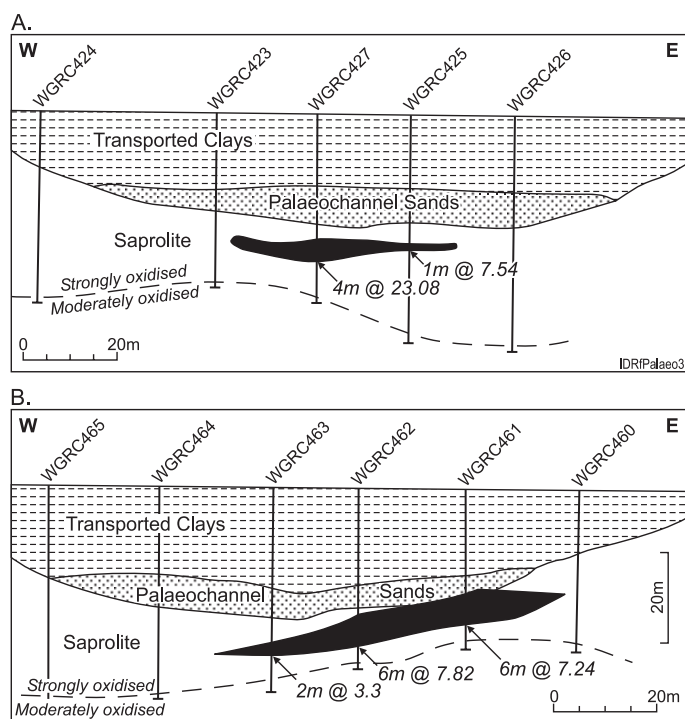 A.
W
E
WGRC424
WGRC423
WGRC427
WGRC425
WGRC426
Transported Clays
Palaeochannel Sands
Saprolite
1m @ 7.54
4m @ 23.08
Strongly oxidised
Moderately oxidised
0 20m
IDRfPalaeo3
B.
W
E
WGRC465
WGRC464
WGRC463
WGRC462
WGRC461
WGRC460
Transported Clays
Palaeochannel Sands
20m
Saprolite
6m @ 7.24
6m @ 7.82
2m @ 3.3
Strongly oxidised
Moderately oxidised
0 20m